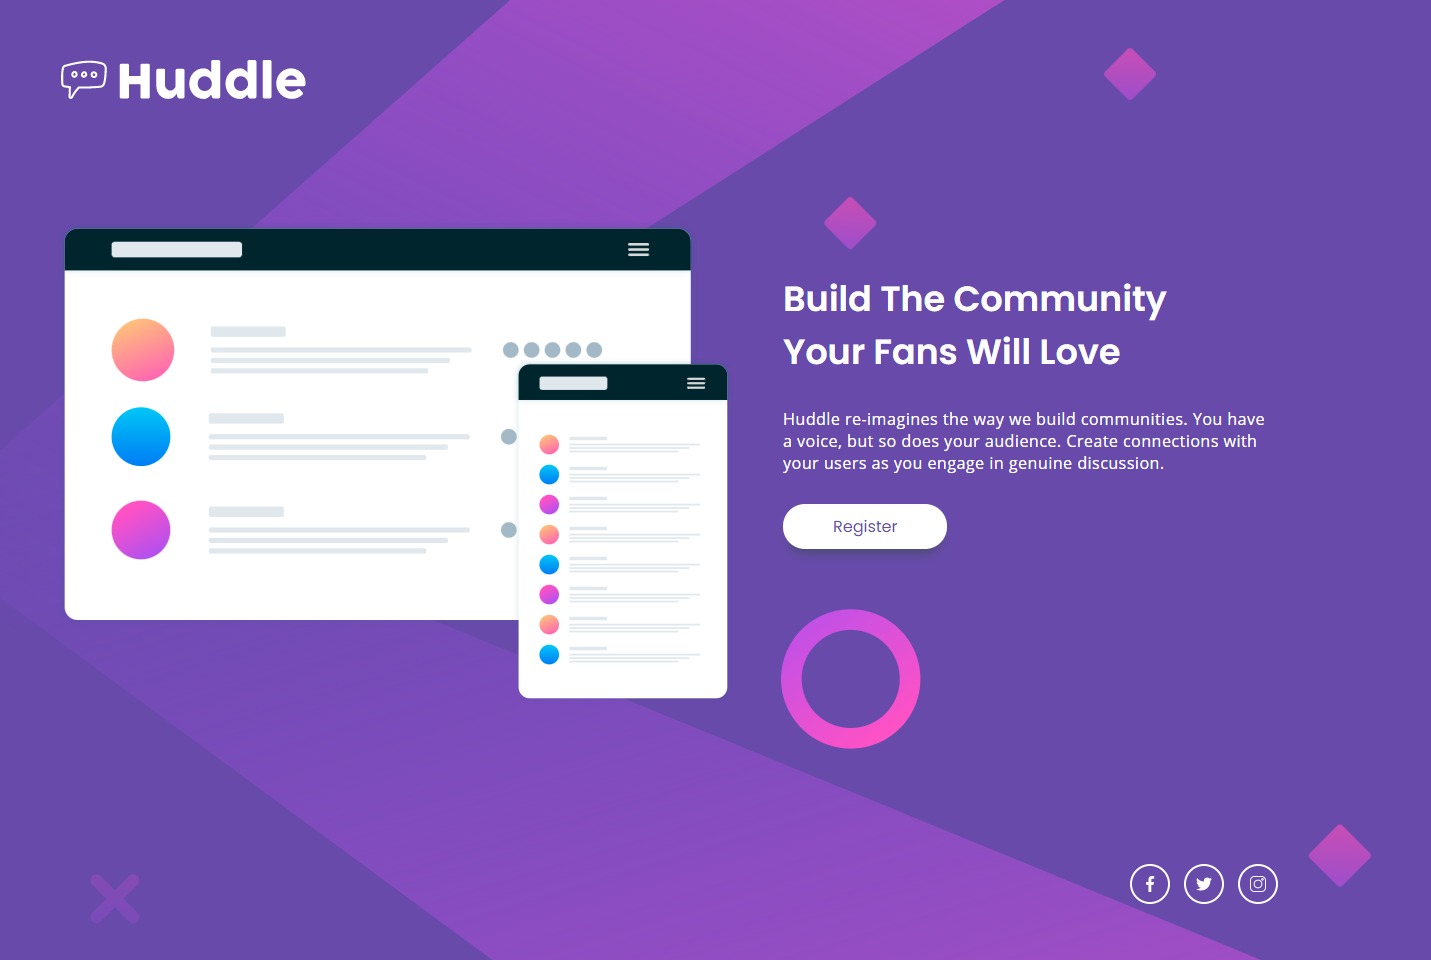 Huddle
Build The Community
Your Fans Will Love
Huddle re-imagines the way we build communities. You have
a voice, but so does your audience. Create connections with
your users as you engage in genuine discussion.
Register